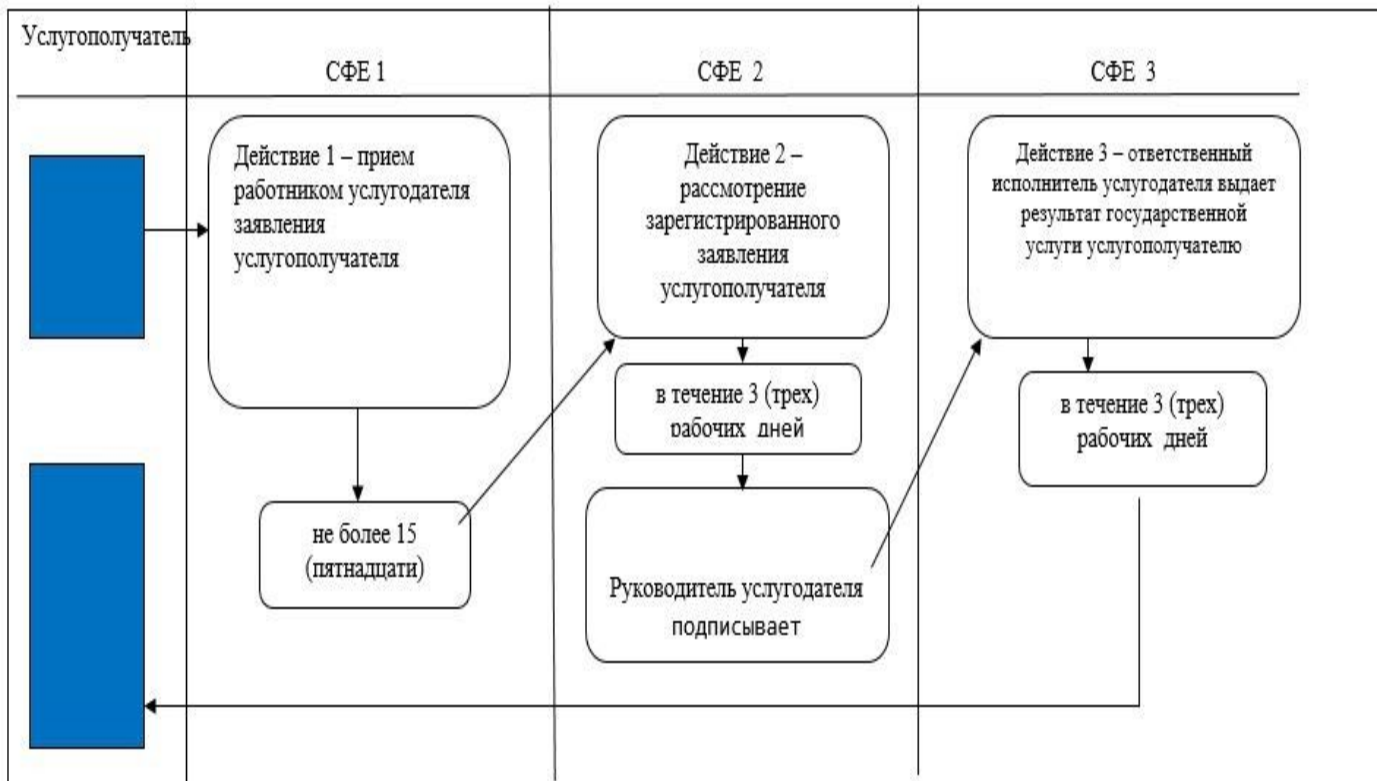 Услугополучатель
СФЕ 1
СФЕ 2
СФЕ 3
Действие 1 – прием
работником услугодателя
заявления
услугополучателя
не более 15
(пятнадцати)
Действие 2 –
рассмотрение
зарегистрированного
заявления
услугополучателя
в течение 3 (трех)
рабочих дней
Руководитель услугодателя
подписывает
Действие 3 – ответственный
исполнитель услугодателя выдает
результат государственной
услуги услугополучателю
в течение 3 (трех)
рабочих дней